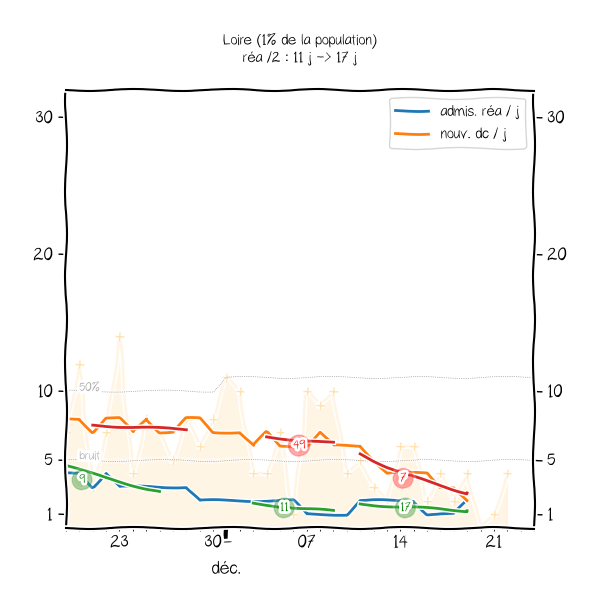 Loire (1% de la population)
réa /2 : 11 j -> 17 j
admis. réa / j
nouv. dc / j
30 30
20 20
10 10
50%
5 5
bruit
1 1
49
9
7
11
17
23 30 07 14 21
déc.